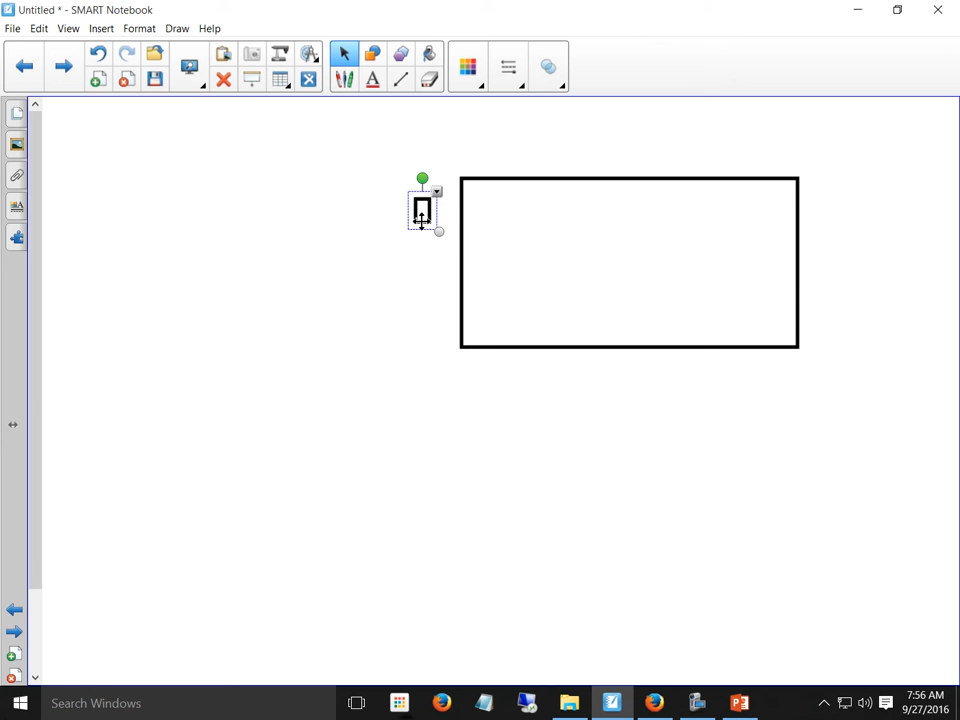 Untitled * - SMART Notebook
File Edit View Insert Format Draw Help
Search Windows
7:56 AM
9/27/2016